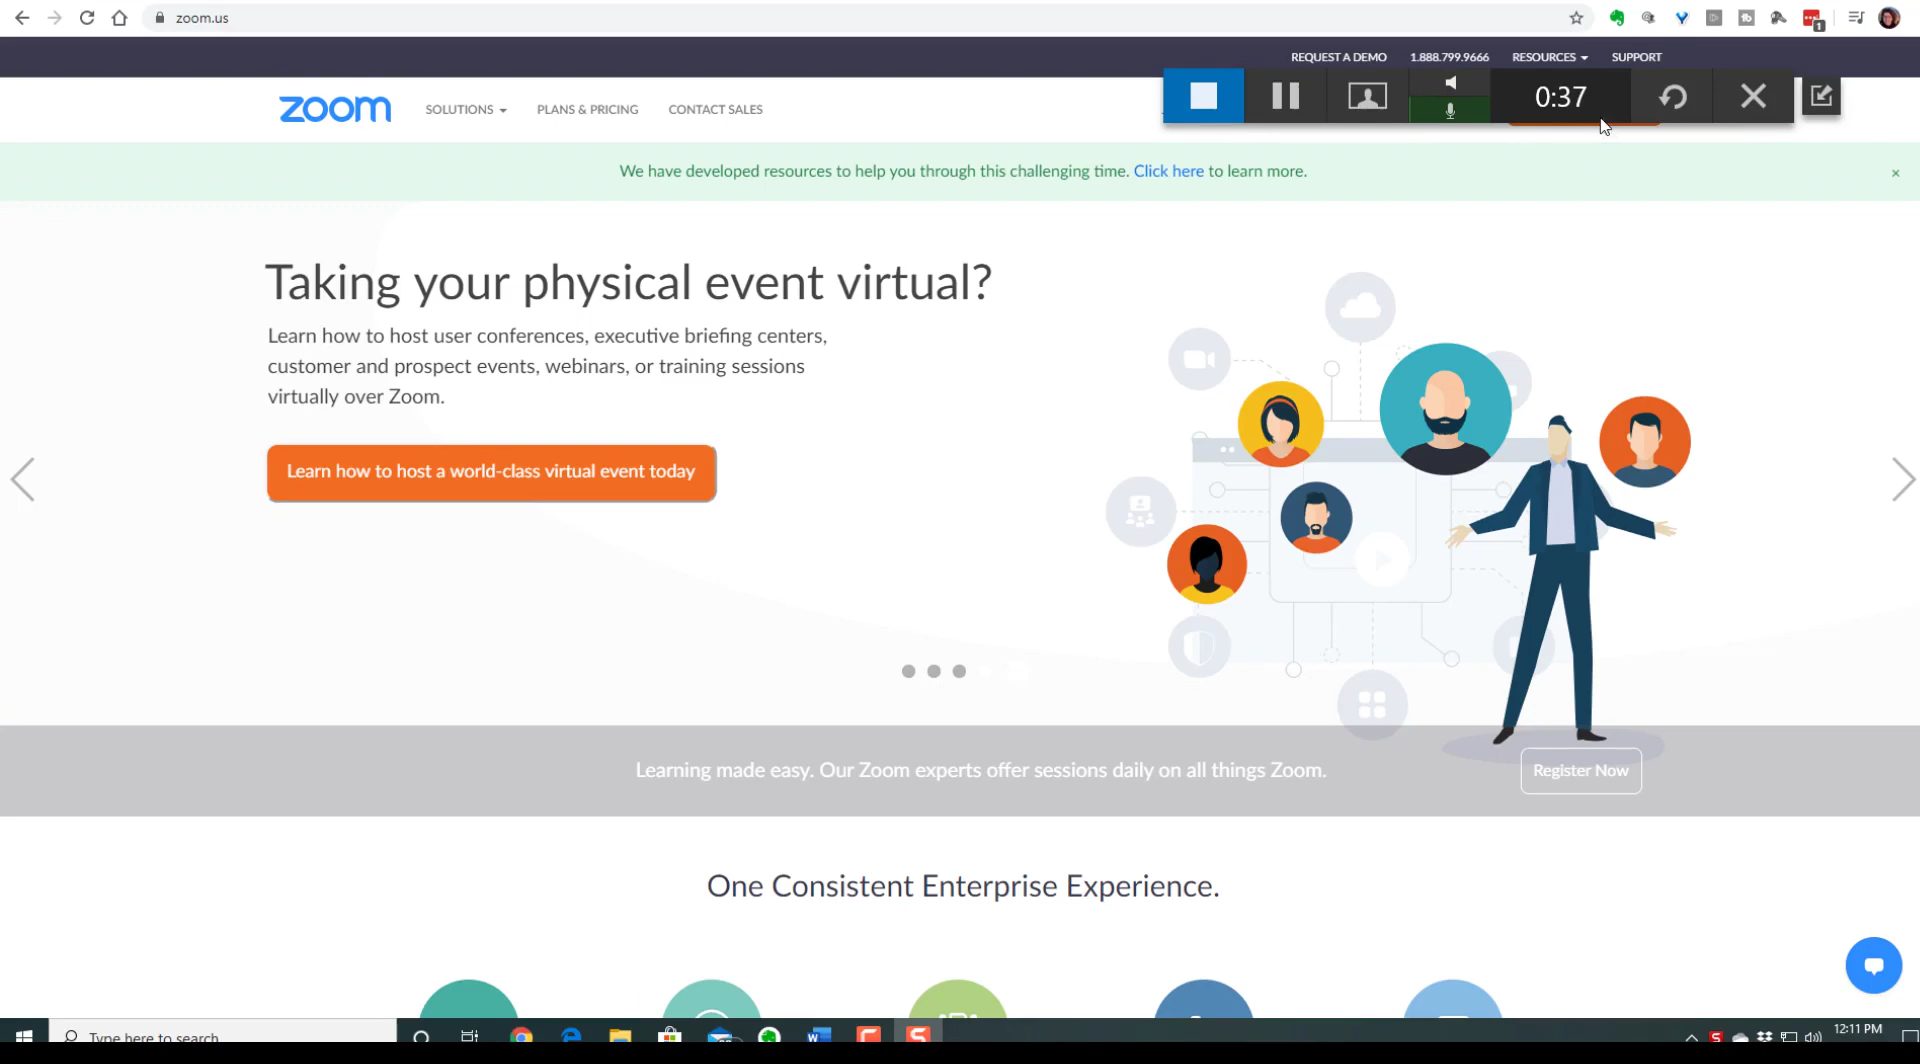 zoom.us
1
REQUEST A DEMO 1.888.799.9666 RESOURCES SUPPORT
zoom SOLUTIONS PLANS & PRICING CONTACT SALES
0:37
We have developed resources to help you through this challenging time. Click here to learn more. ×
Taking your physical event virtual?
Learn how to host user conferences, executive briefing centers,
customer and prospect events, webinars, or training sessions
virtually over Zoom.
Learn how to host a world-class virtual event today
Learning made easy. Our Zoom experts offer sessions daily on all things Zoom. Register Now
One Consistent Enterprise Experience.
Type here to search
12:11 PM